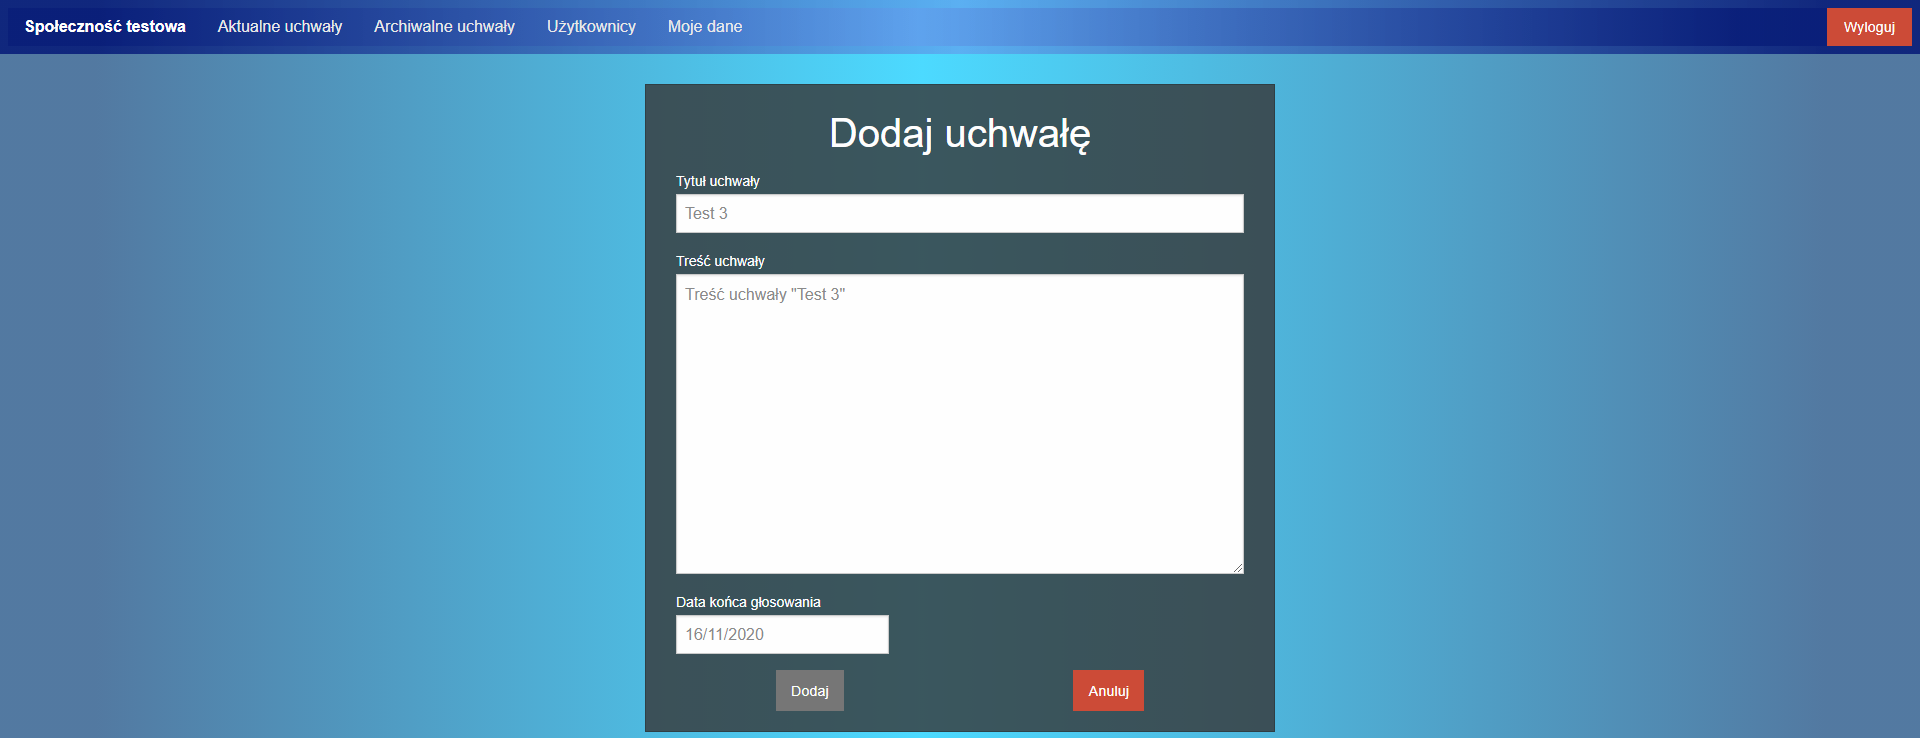 Społeczność testowa Aktualne uchwały Archiwalne uchwały Użytkownicy Moje dane Wyloguj
Dodaj uchwałę
Tytuł uchwały
Test 3
Treść uchwały
Treść uchwały "Test 3"
Data końca głosowania
16/11/2020
Dodaj Anuluj